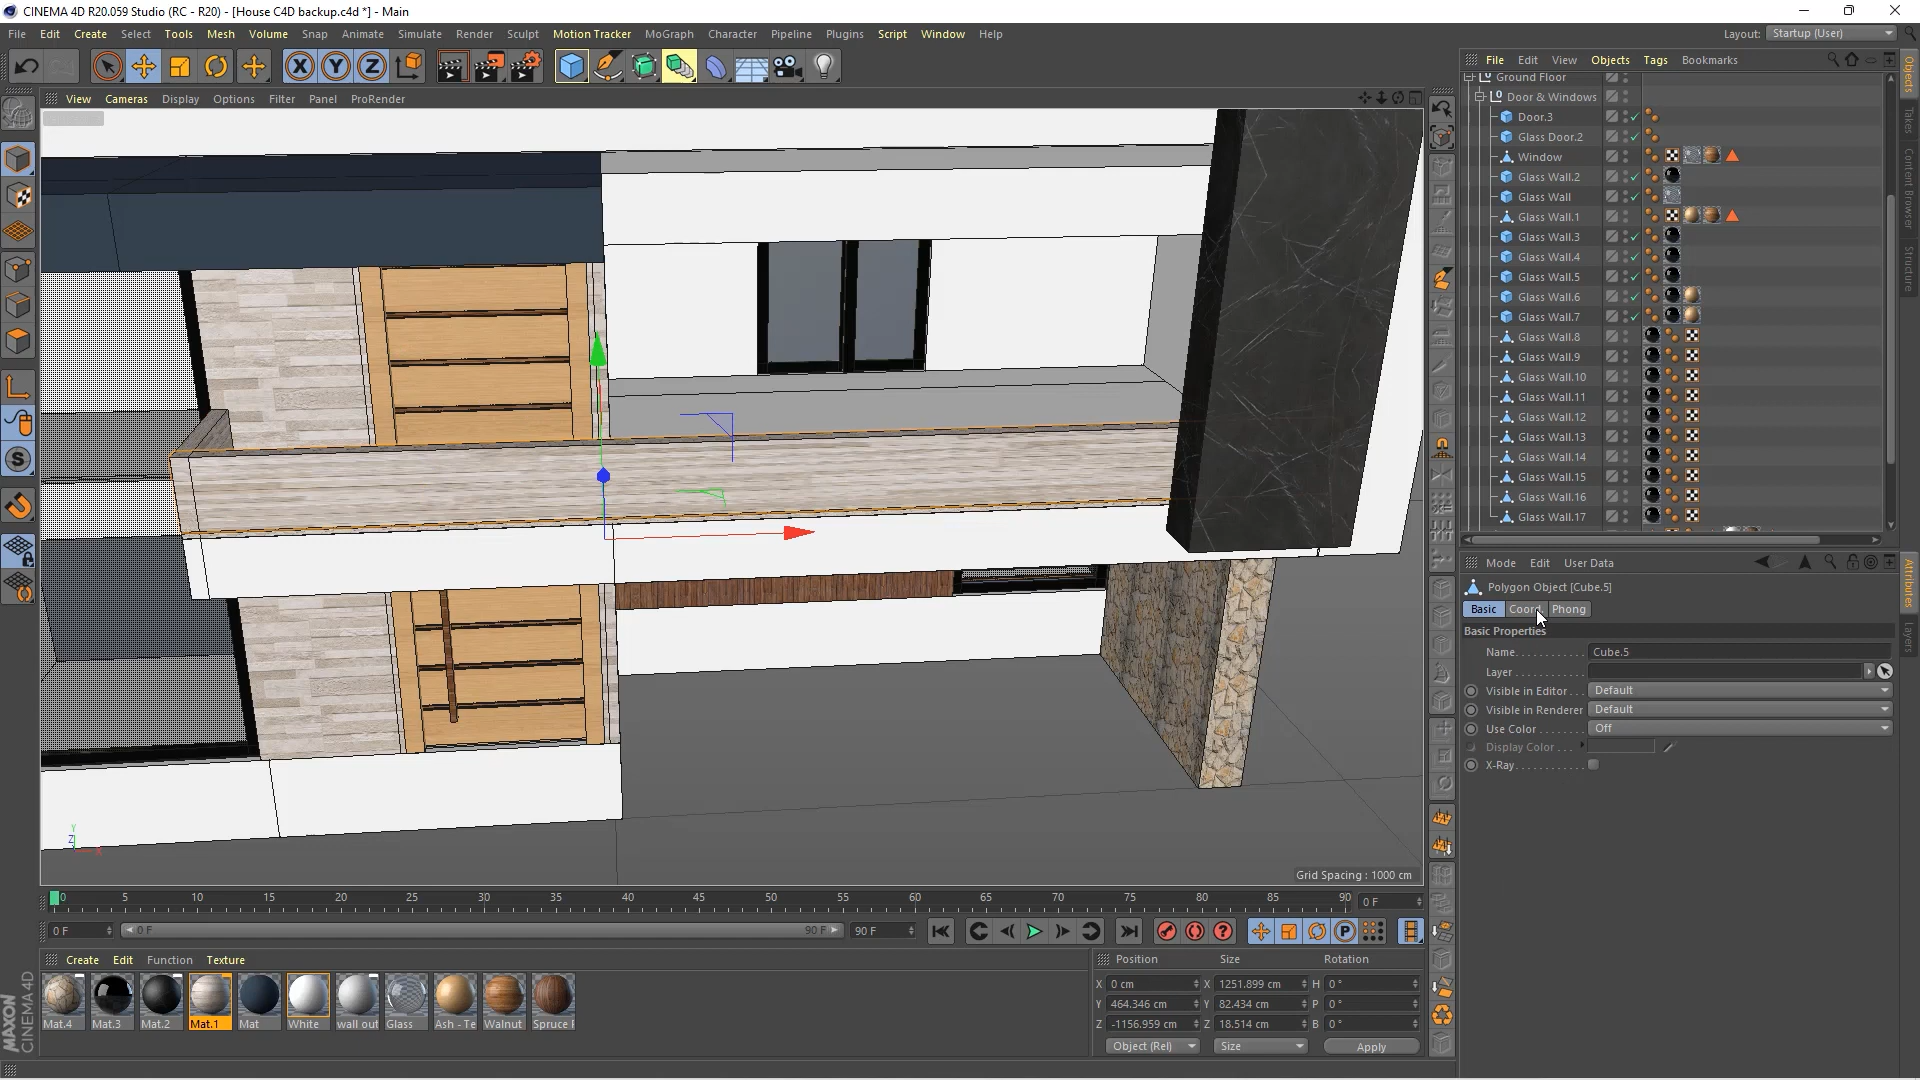 CINEMA 4D R20.059 Studio (RC - R20) - [House C4D backup.c4d *] - Main
File Edit Create Select Tools Mesh Volume Snap Animate Simulate Render Sculpt Motion Tracker MoGraph Character Pipeline Plugins Script Window Help
Layout: Startup (User)
X Y Z
View Cameras Display Options Filter Panel ProRender
File Edit View Objects Tags Bookmarks
Ground Floor
Door & Windows
Door.3
Glass Door.2
Window
Glass Wall.2
Glass Wall
Glass Wall.1
Glass Wall.3
Glass Wall.4
Glass Wall.5
Glass Wall.6
Glass Wall.7
Glass Wall.8
Glass Wall.9
Glass Wall.10
Glass Wall.11
Glass Wall.12
Glass Wall.13
Glass Wall.14
Glass Wall.15
Glass Wall.16
Glass Wall.17
Objects
Takes
Content Browser
Structure
Mode Edit User Data
Polygon Object [Cube.5]
Basic Coord. Phong
Basic Properties
Name Cube.5
Layer
Visible in Editor Default
Visible in Renderer Default
Use Color Off
Display Color
X-Ray
Attributes
Layers
S
Y
Z
X
Grid Spacing : 1000 cm
0 5 10 15 20 25 30 35 40 45 50 55 60 65 70 75 80 85 90 0 F
0 F 0 F 90 F 90 F P
Create Edit Function Texture
Mat.4 Mat.3 Mat.2 Mat.1 Mat White wall out Glass Ash - Te Walnut Spruce
Position Size Rotation
X 0 cm X 1251.899 cm H 0 °
Y 464.346 cm Y 82.434 cm P 0 °
Z -1156.959 cm Z 18.514 cm B 0 °
Object (Rel) Size Apply
MAXON
CINEMA 4D